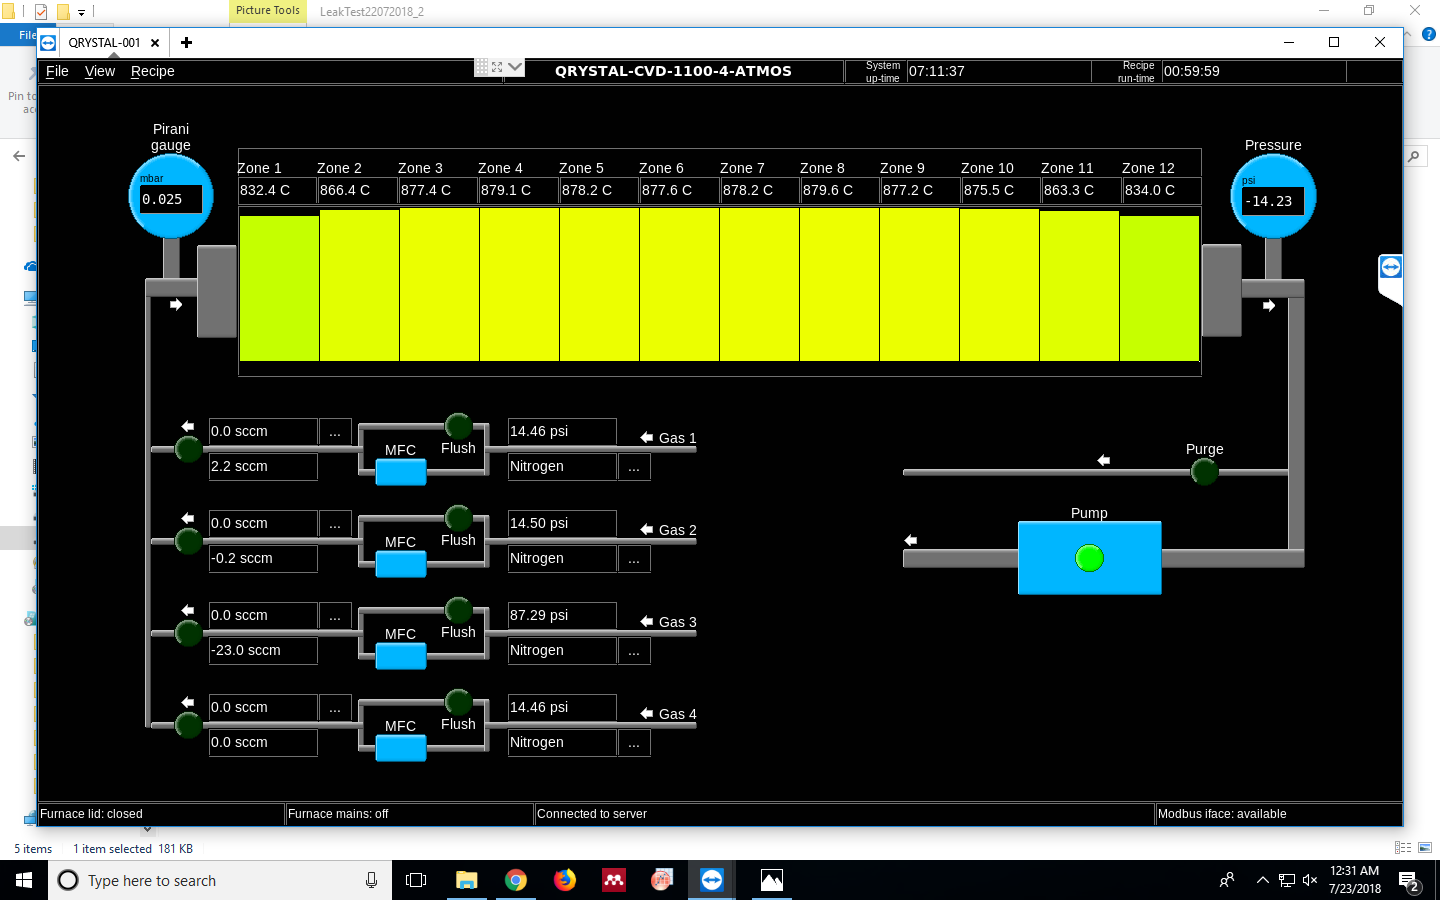 Picture Tools
LeakTest22072018_2
File
QRYSTAL-001
Pin to
acc
File View Recipe
QRYSTAL-CVD-1100-4-ATMOS
System up-time 07:11:37
Recipe run-time 00:59:59
Pirani gauge
mbar
0.025
Zone 1 Zone 2 Zone 3 Zone 4 Zone 5 Zone 6 Zone 7 Zone 8 Zone 9 Zone 10 Zone 11 Zone 12
832.4 C 866.4 C 877.4 C 879.1 C 878.2 C 877.6 C 878.2 C 879.6 C 877.2 C 875.5 C 863.3 C 834.0 C
Pressure
psi
-14.23
0.0 sccm ... MFC Flush 14.46 psi Gas 1
2.2 sccm Nitrogen ...
0.0 sccm ... MFC Flush 14.50 psi Gas 2
-0.2 sccm Nitrogen ...
0.0 sccm ... MFC Flush 87.29 psi Gas 3
-23.0 sccm Nitrogen ...
0.0 sccm ... MFC Flush 14.46 psi Gas 4
0.0 sccm Nitrogen ...
Purge
Pump
Furnace lid: closed
Furnace mains: off
Connected to server
Modbus iface: available
5 items 1 item selected 181 KB
Type here to search
12:31 AM
7/23/2018
2